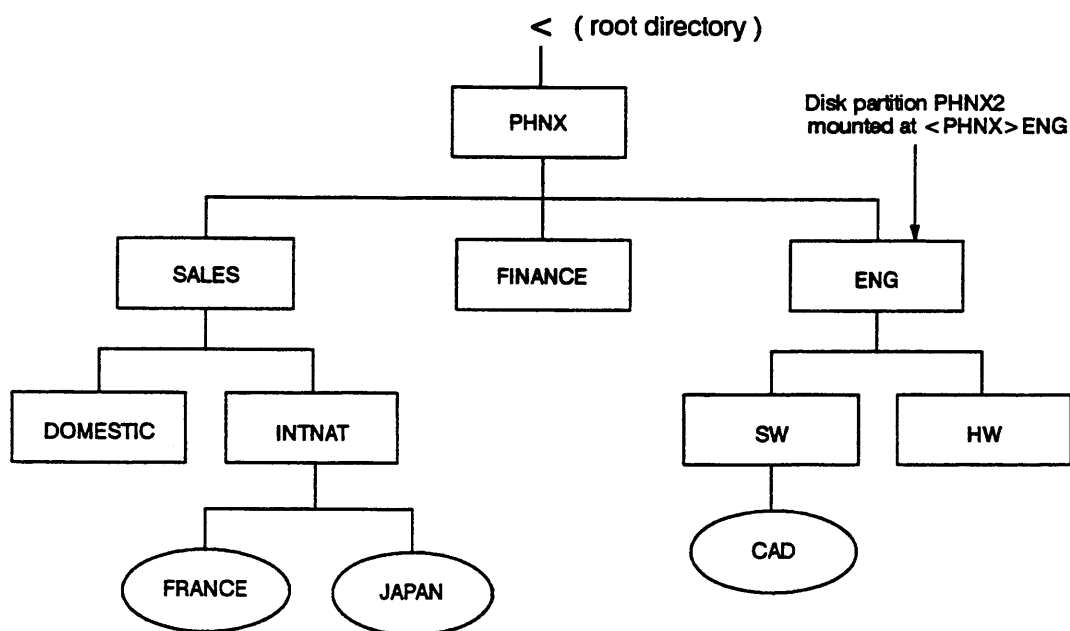 < ( root directory )
PHNX
Disk partition PHNX2
mounted at <PHNX> ENG
SALES
FINANCE
ENG
DOMESTIC
INTNAT
SW
HW
FRANCE
JAPAN
CAD